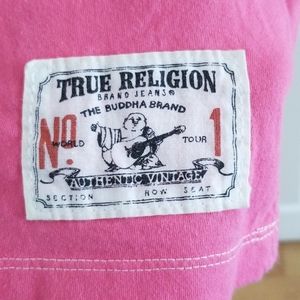 TRUE RELIGION
BRAND JEANS®
THE BUDDHA BRAND
No. WORLD TOUR 1
AUTHENTIC VINTAGE
SECTION ROW SEAT